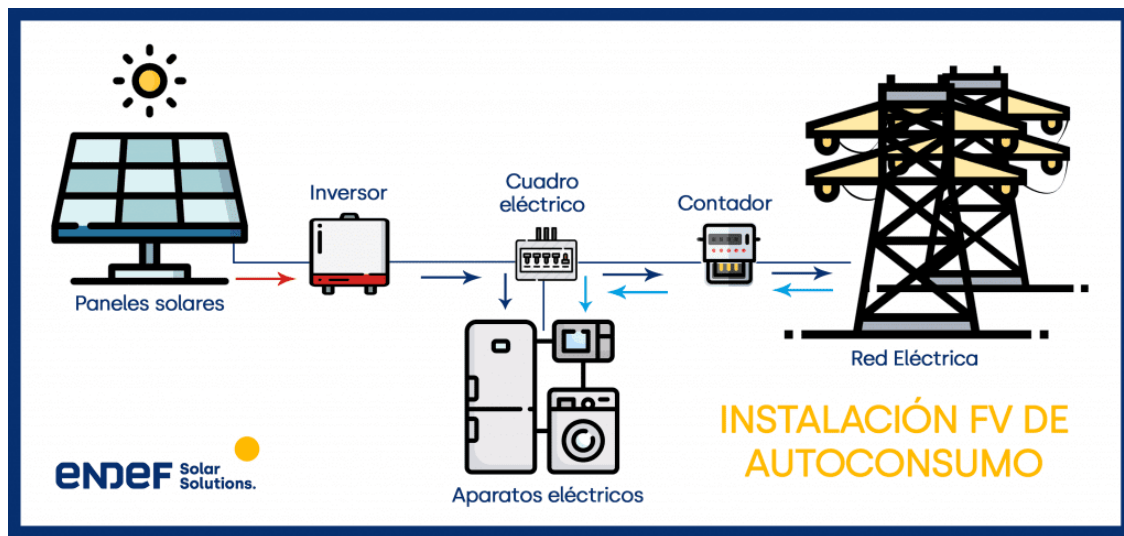 Inversor
Cuadro
eléctrico
Contador
Paneles solares
Red Eléctrica
Aparatos eléctricos
INSTALACIÓN FV DE
AUTOCONSUMO
ENDEF Solar
Solutions.